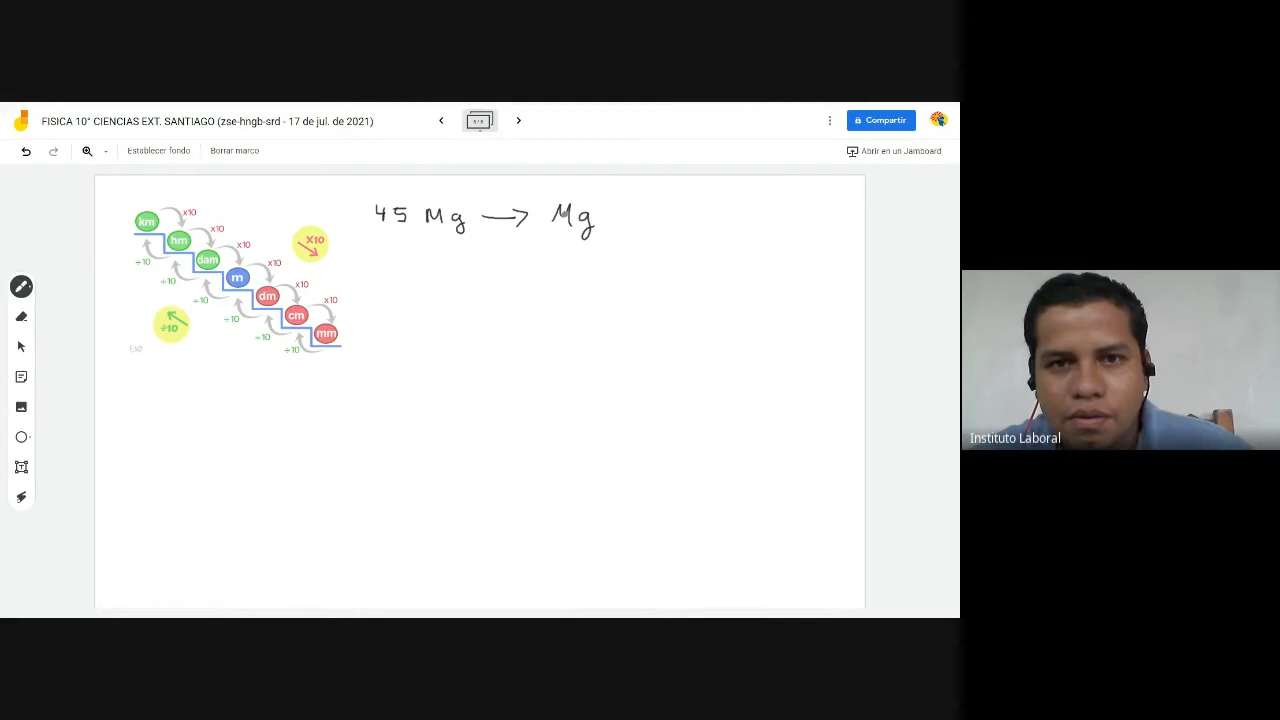 FISICA 10° CIENCIAS EXT. SANTIAGO (zse-hngb-srd - 17 de jul. de 2021)
Compartir
Establecer fondo
Borrar marco
Abrir en un Jamboard
45 Mg → Mg
km
x10
hm
x10
dam
x10
m
x10
dm
x10
cm
x10
mm
÷10
÷10
÷10
÷10
÷10
÷10
x10
÷10
Instituto Laboral